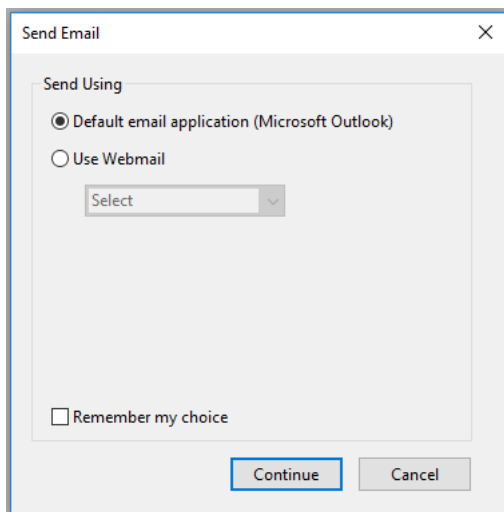 Send Email
Send Using
Default email application (Microsoft Outlook)
Use Webmail
Select
Remember my choice
Continue
Cancel